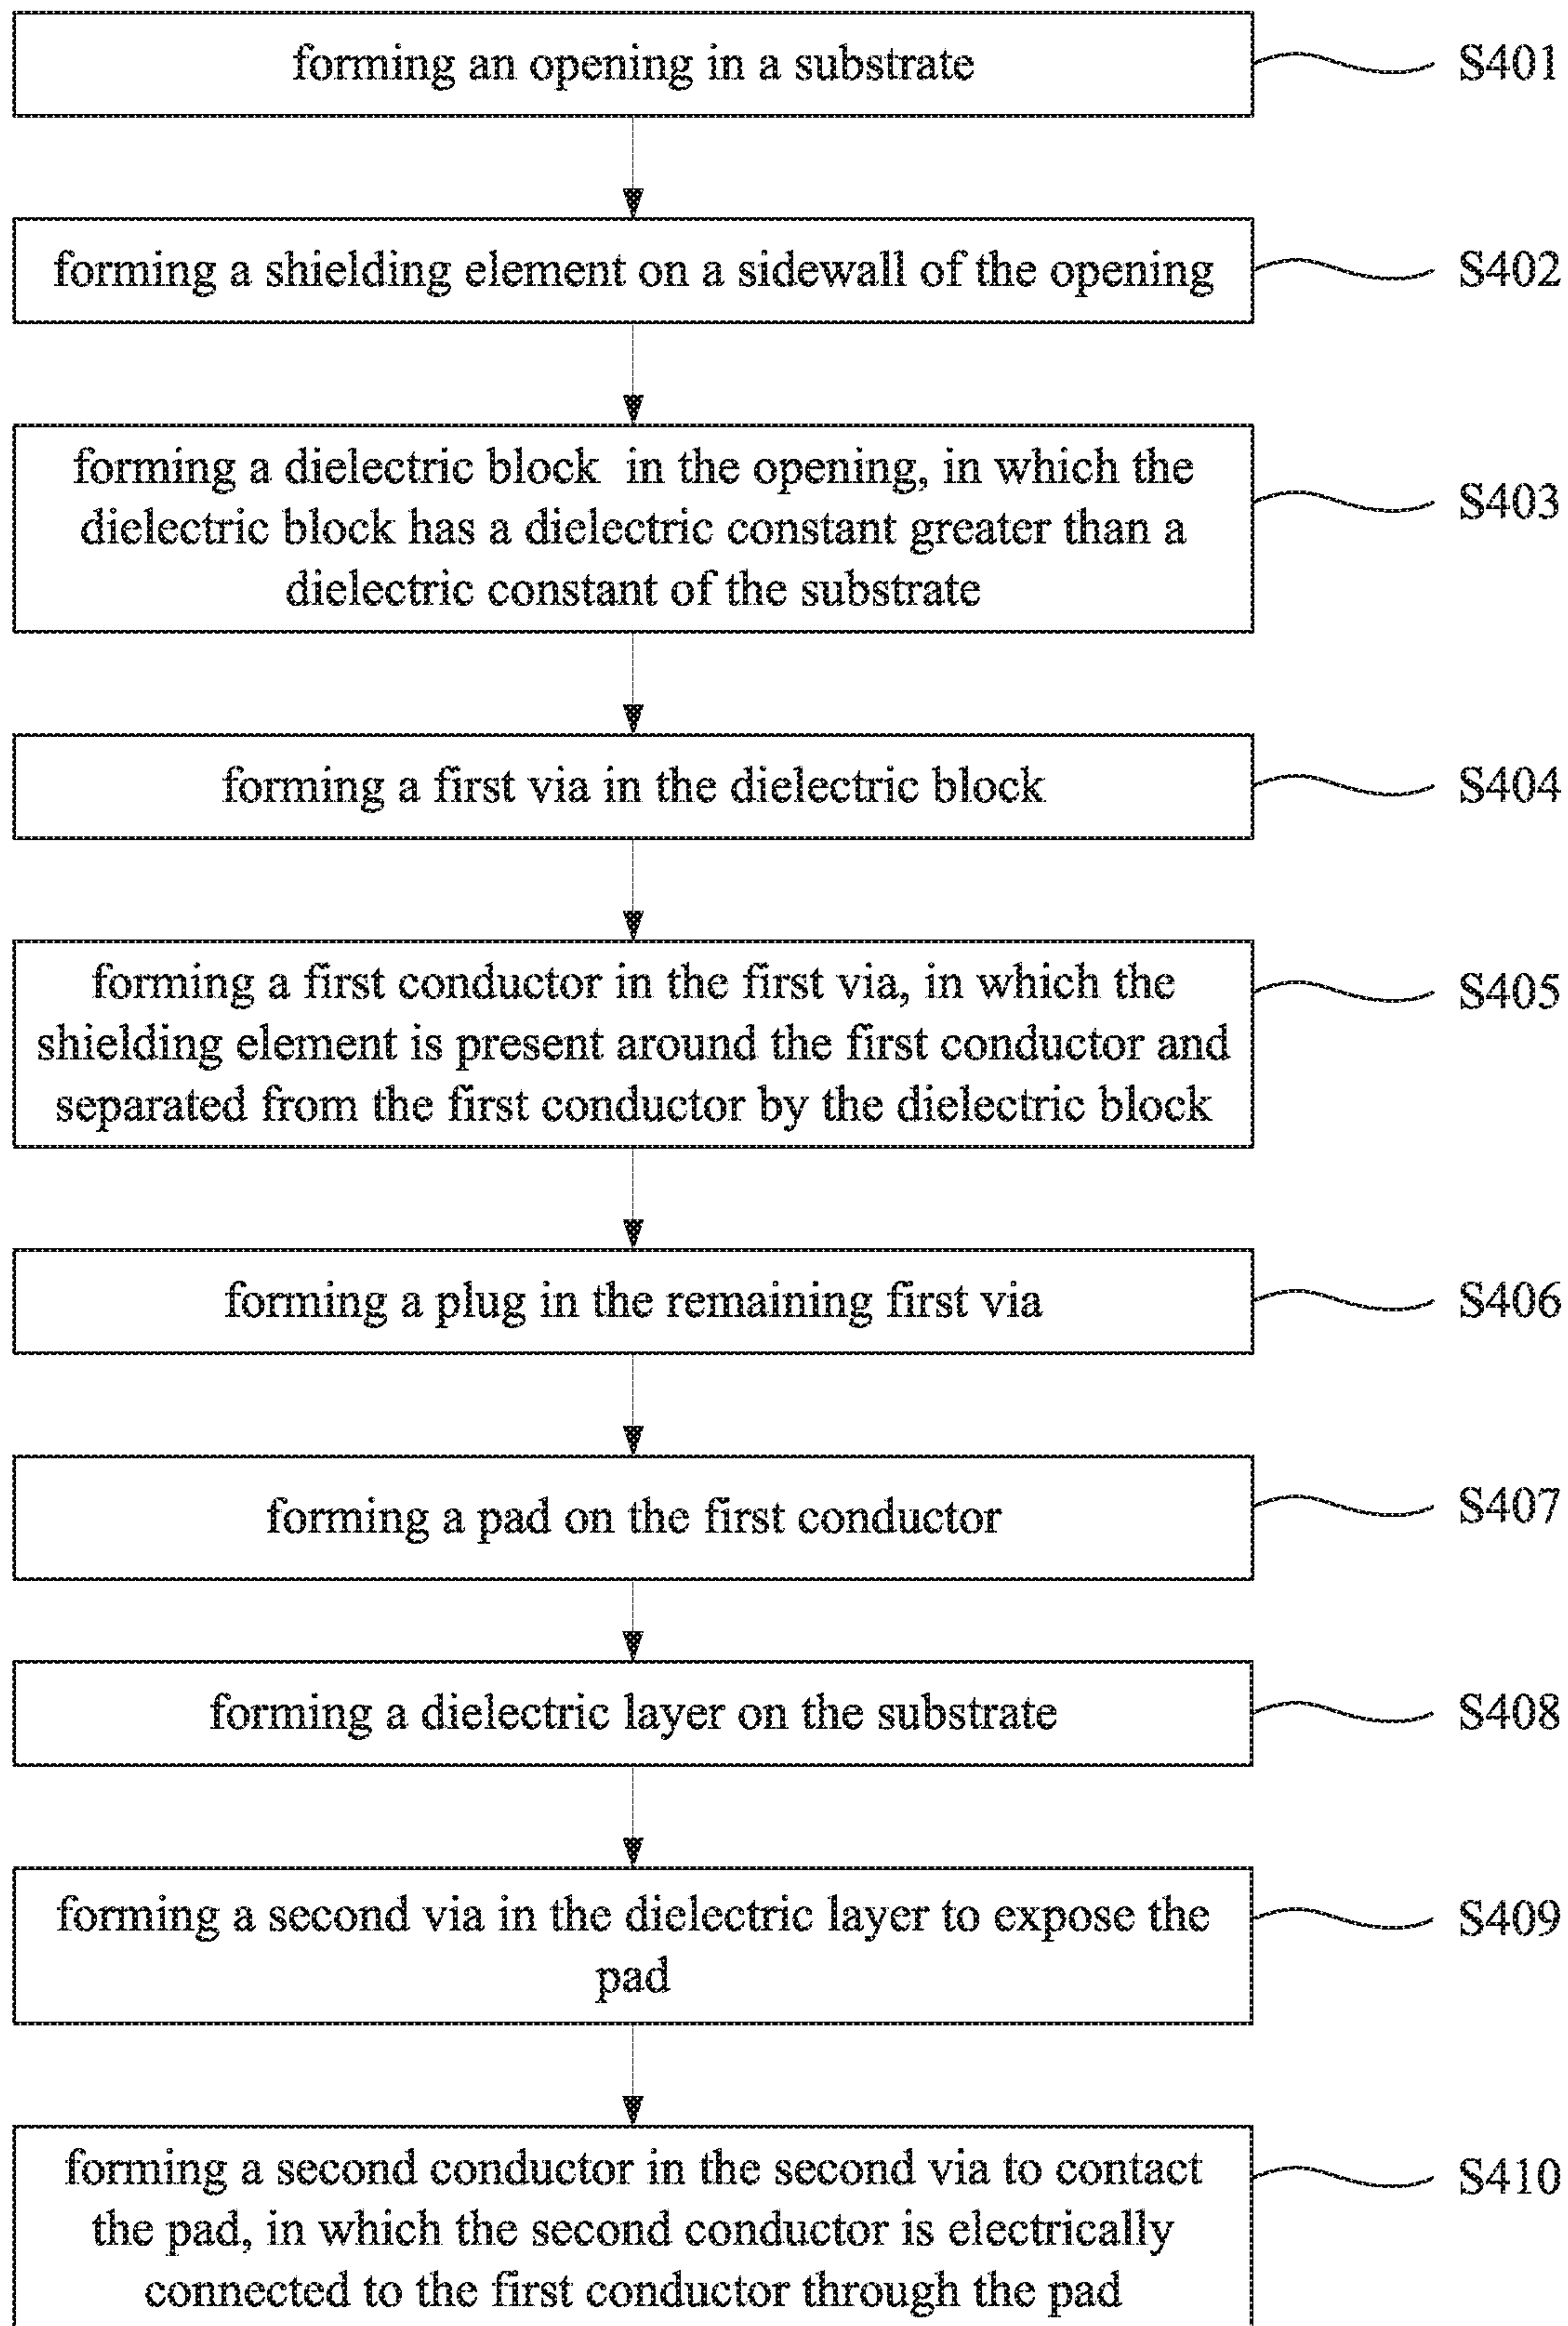 forming an opening in a substrate
S401
forming a shielding element on a sidewall of the opening
S402
forming a dielectric block in the opening, in which the
dielectric block has a dielectric constant greater than a
dielectric constant of the substrate
S403
forming a first via in the dielectric block
S404
forming a first conductor in the first via, in which the
shielding element is present around the first conductor and
separated from the first conductor by the dielectric block
S405
forming a plug in the remaining first via
S406
forming a pad on the first conductor
S407
forming a dielectric layer on the substrate
S408
forming a second via in the dielectric layer to expose the
pad
S409
forming a second conductor in the second via to contact
the pad, in which the second conductor is electrically
connected to the first conductor through the pad
S410